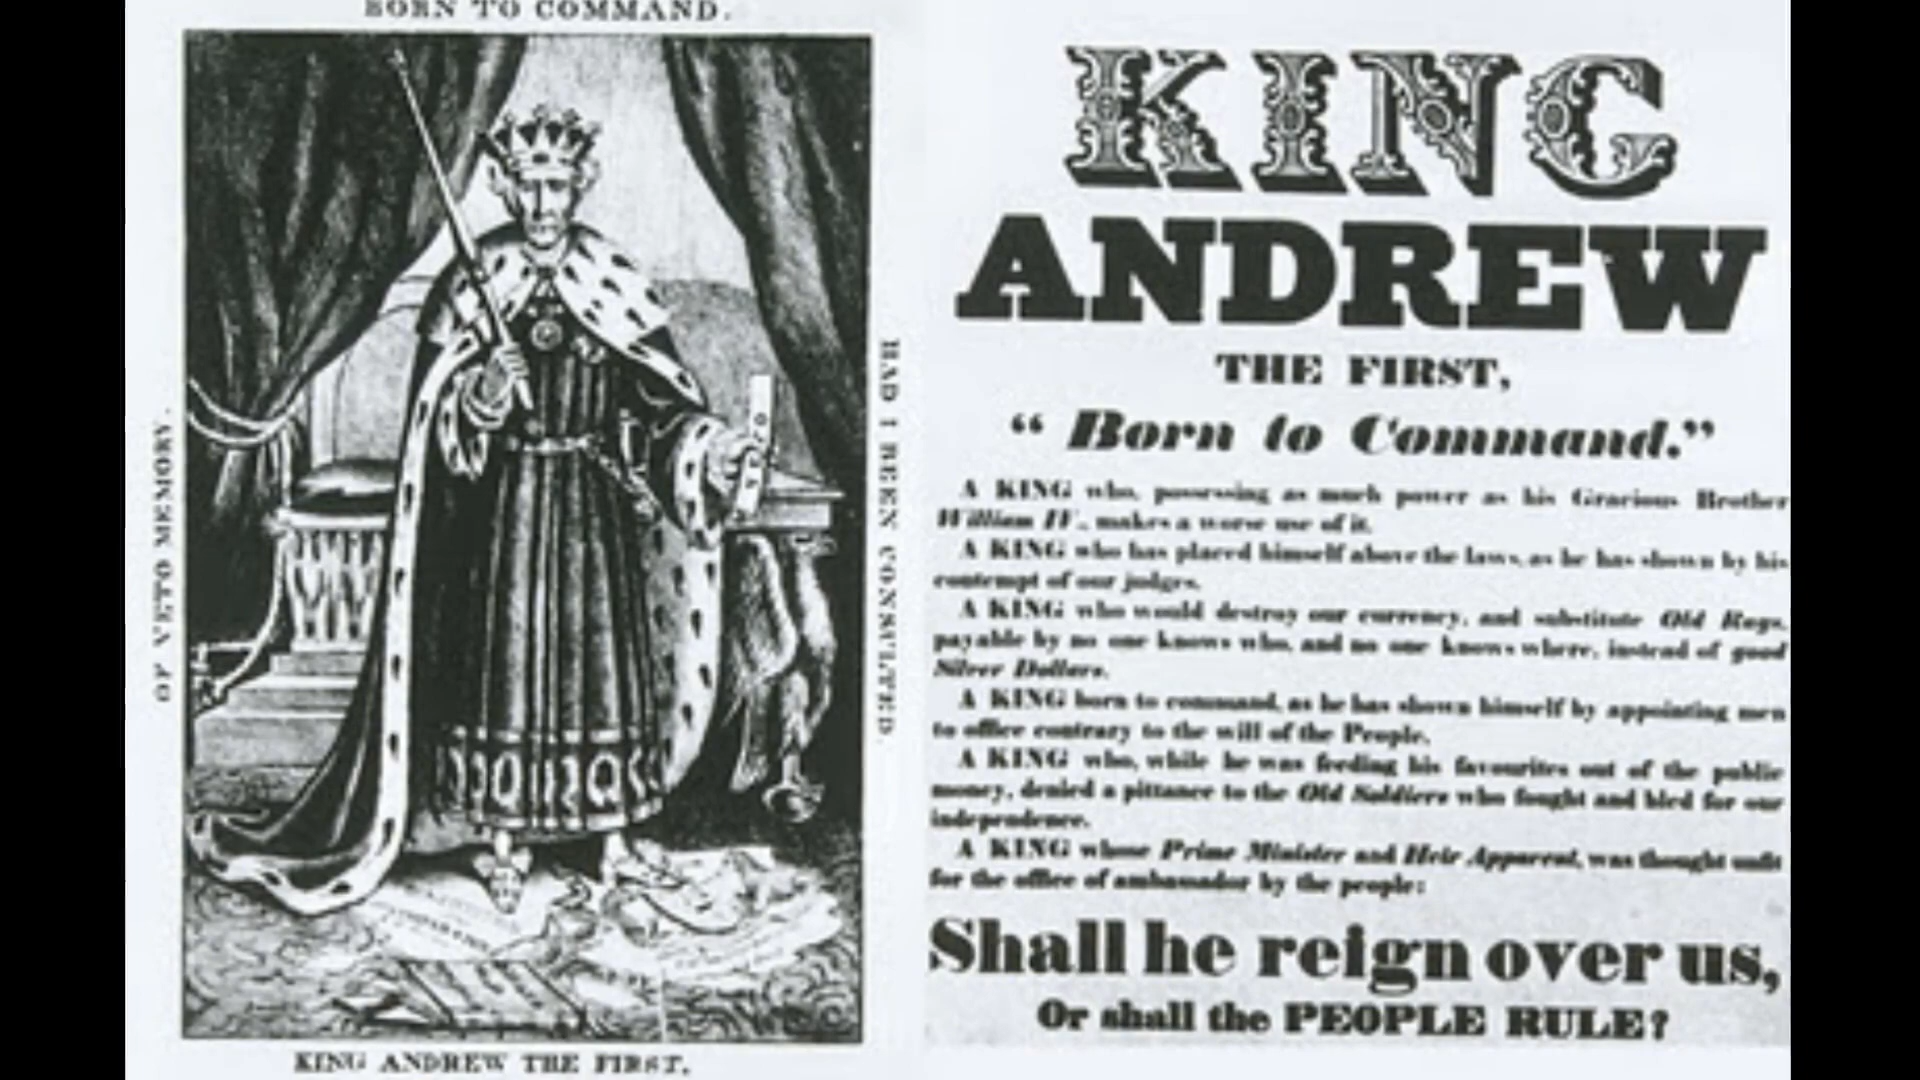 BORN TO COMMAND.
OF VETO MEMORY.
HAD I BEEN CONSULTED.
VETO
KING ANDREW THE FIRST.
KING
ANDREW
THE FIRST,
“ Born to Command.”
A KING who, possessing as much power as his Gracious Brother
William IV., makes a worse use of it.
A KING who has placed himself above the laws, as he has shown by his
contempt of our judges.
A KING who would destroy our currency, and substitute Old Rags,
payable by no one knows who, and no one knows where, instead of good
Silver Dollars.
A KING born to command, as he has shown himself by appointing men
to office contrary to the will of the People.
A KING who, while he was feeding his favourites out of the public
money, denied a pittance to the Old Soldiers who fought and bled for our
independence.
A KING whose Prime Minister and Heir Apparent, was thought unfit
for the office of ambassador by the people:
Shall he reign over us,
Or shall the PEOPLE RULE?